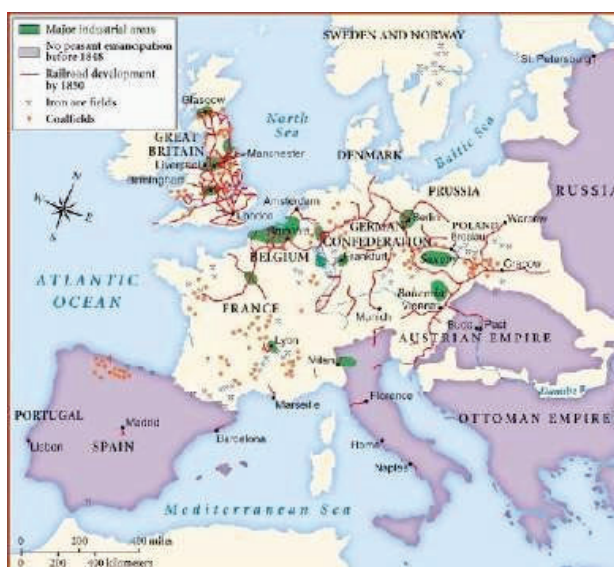 Major industrial areas
No peasant emancipation
before 1848
Railroad development
by 1850
Iron ore fields
Coalfields
SWEDEN AND NORWAY
St. Petersburg
Glasgow
North
Sea
GREAT
BRITAIN
Liverpool
Manchester
Birmingham
London
DENMARK
Baltic Sea
RUSSIA
PRUSSIA
Amsterdam
Berlin
POLAND
Warsaw
GERMAN
CONFEDERATION
Breslau
BELGIUM
Frankfurt
Saxony
Cracow
N
W
E
S
ATLANTIC
OCEAN
FRANCE
Bohemia
Munich
Vienna
AUSTRIAN EMPIRE
Buda
Pest
Lyon
Milan
Danube R.
PORTUGAL
Madrid
Lisbon
SPAIN
Barcelona
Marseille
Florence
Rome
Naples
OTTOMAN EMPIRE
Mediterranean Sea
0 200 400 miles
0 200 400 kilometers